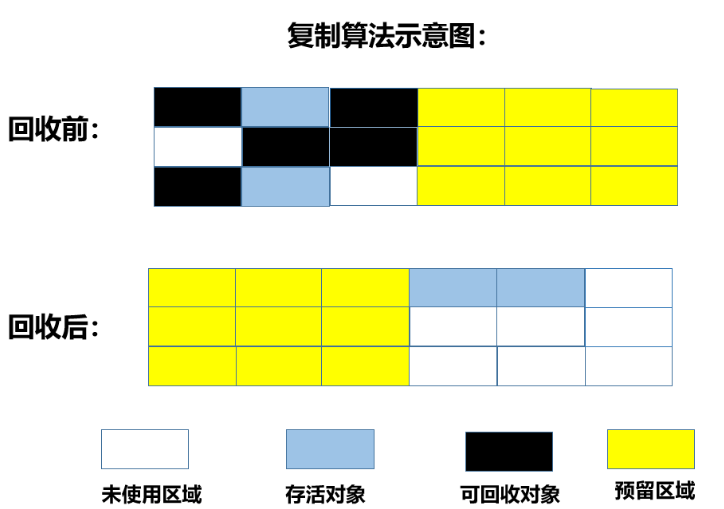 复制算法示意图：
回收前：
回收后：
未使用区域
存活对象
可回收对象
预留区域